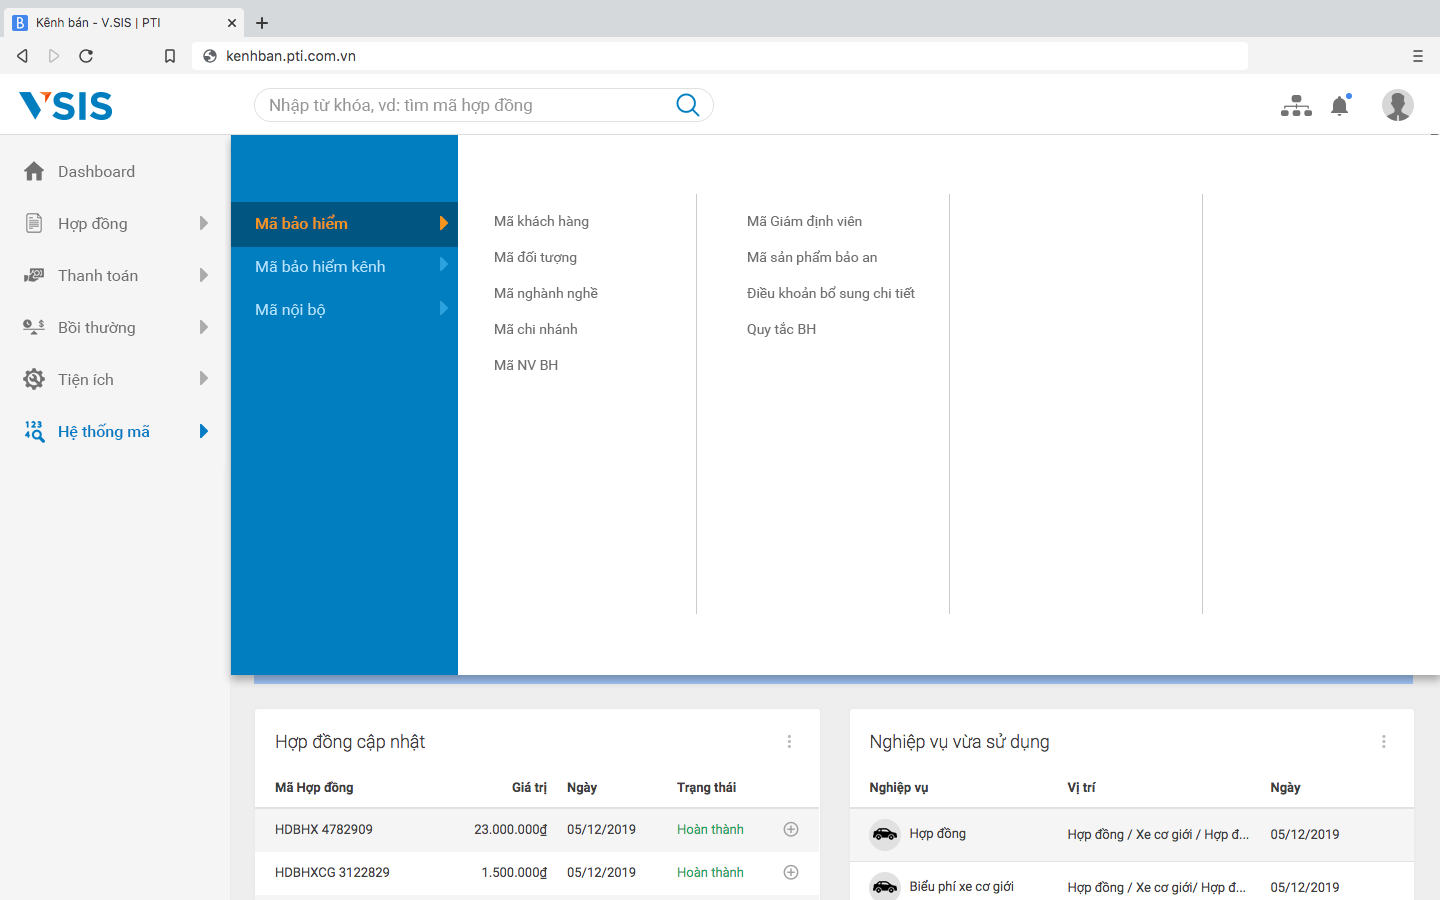 Kênh bán - V.SIS | PTI
kenhban.pti.com.vn
VSIS
Nhập từ khóa, vd: tìm mã hợp đồng
Dashboard
Hợp đồng
Thanh toán
Bồi thường
Tiện ích
Hệ thống mã
Mã bảo hiểm
Mã bảo hiểm kênh
Mã nội bộ
Mã khách hàng
Mã đối tượng
Mã nghành nghề
Mã chi nhánh
Mã NV BH
Mã Giám định viên
Mã sản phẩm bảo an
Điều khoản bổ sung chi tiết
Quy tắc BH
Hợp đồng cập nhật
Mã Hợp đồng Giá trị Ngày Trạng thái
HDBHX 4782909 23.000.000₫ 05/12/2019 Hoàn thành
HDBHXCG 3122829 1.500.000₫ 05/12/2019 Hoàn thành
Nghiệp vụ vừa sử dụng
Nghiệp vụ Vị trí Ngày
Hợp đồng Hợp đồng / Xe cơ giới / Hợp đ... 05/12/2019
Biểu phí xe cơ giới Hợp đồng / Xe cơ giới/ Hợp đ... 05/12/2019